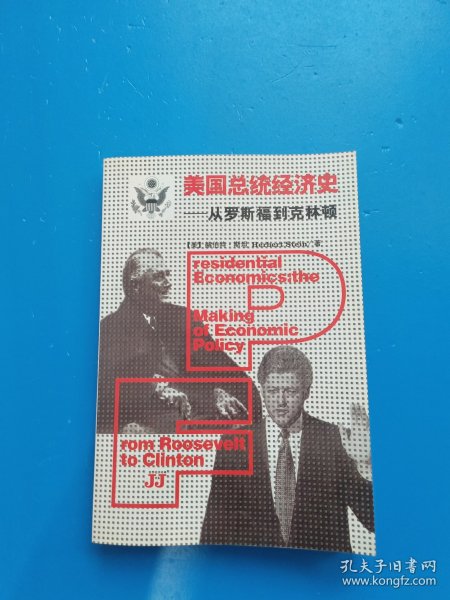 美国总统经济史
——从罗斯福到克林顿
【美】赫伯特·斯坦 Herbert Stein/著
Presidential
Economics:the
Making
of Economic
Policy
From Roosevelt
to Clinton
JJ
孔夫子旧书网
www.kongfz.com